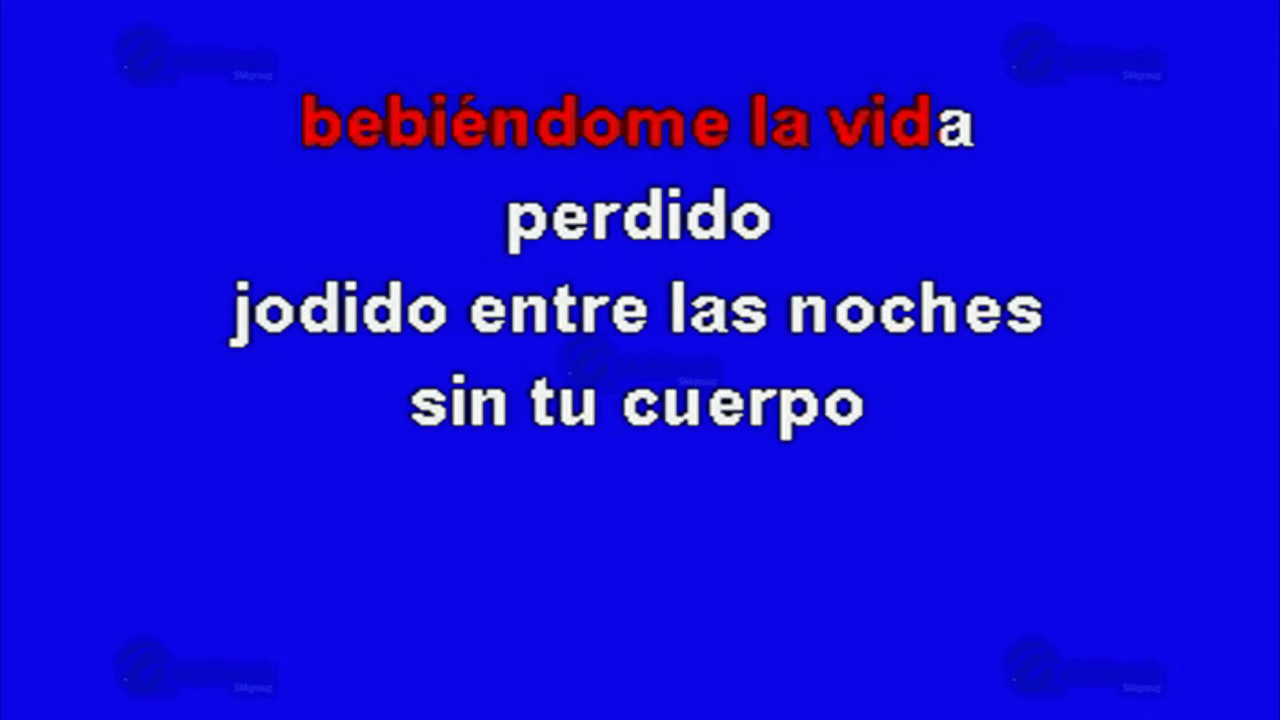 bebiéndome la vida
perdido
jodido entre las noches
sin tu cuerpo